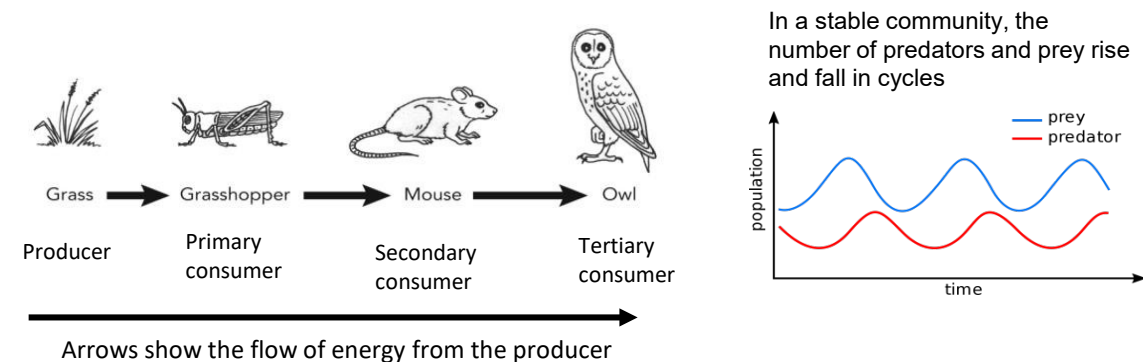 Grass
Grasshopper
Mouse
Owl
Producer
Primary
consumer
Secondary
consumer
Tertiary
consumer
Arrows show the flow of energy from the producer
In a stable community, the
number of predators and prey rise
and fall in cycles
prey
predator
population
time